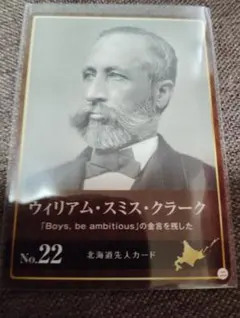 ウィリアム・スミス・クラーク
「Boys, be ambitious」の金言を残した
No.22
北海道先人カード